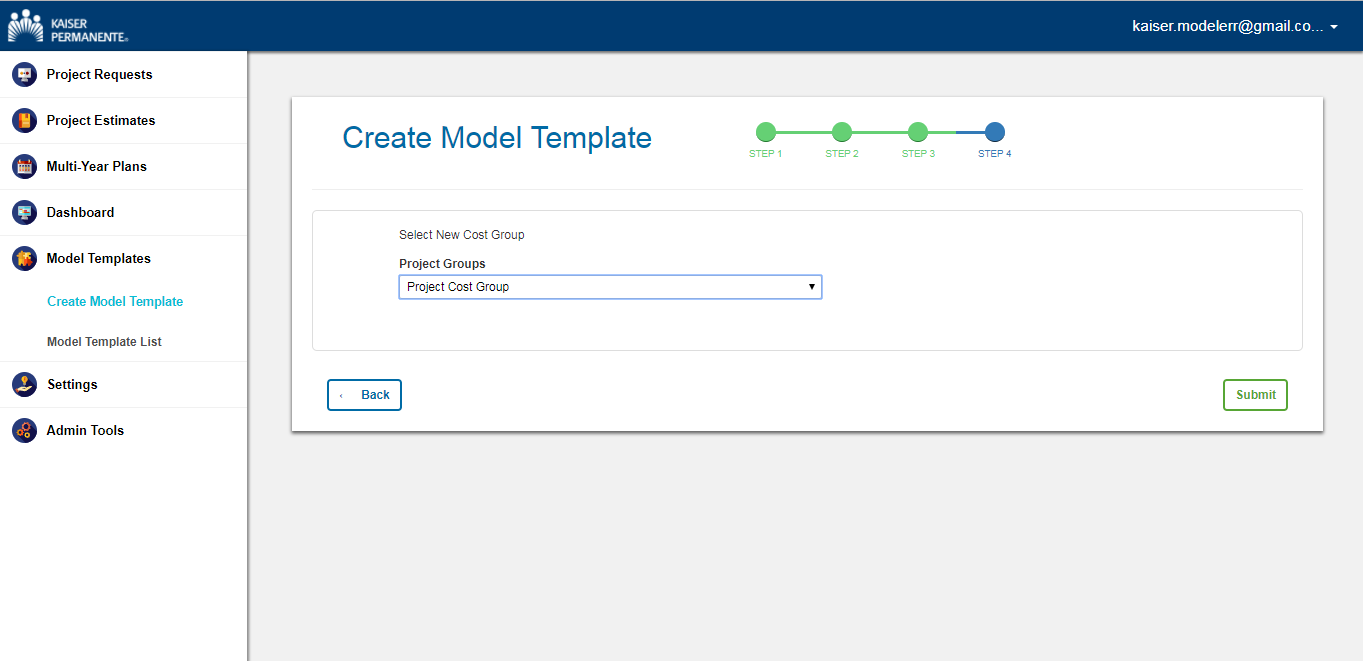 KAISER
PERMANENTE®
kaiser.modelerr@gmail.co...
Project Requests
Project Estimates
Multi-Year Plans
Dashboard
Model Templates
Create Model Template
Model Template List
Settings
Admin Tools
Create Model Template
STEP 1
STEP 2
STEP 3
STEP 4
Select New Cost Group
Project Groups
Project Cost Group
Back
Submit